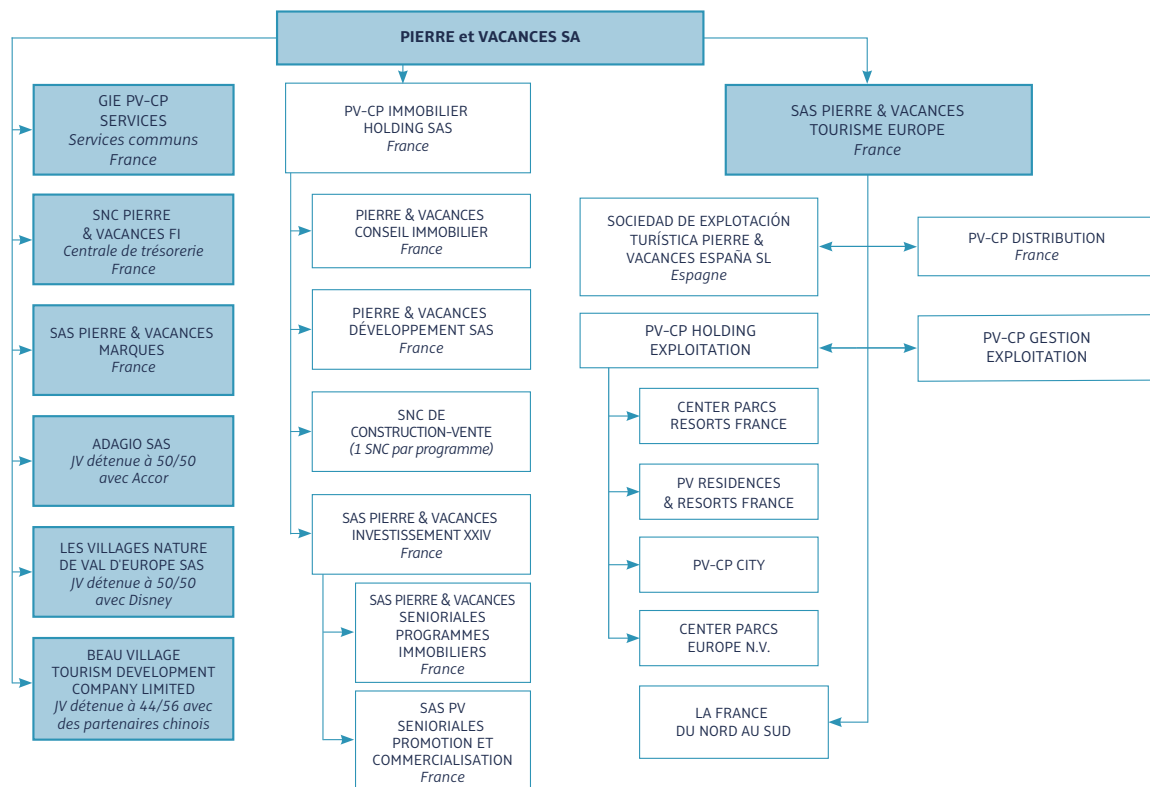 PIERRE et VACANCES SA
GIE PV-CP
SERVICES
Services communs
France
SNC PIERRE
& VACANCES FI
Centrale de trésorerie
France
SAS PIERRE & VACANCES
MARQUES
France
ADAGIO SAS
JV détenue à 50/50
avec Accor
LES VILLAGES NATURE
DE VAL D'EUROPE SAS
JV détenue à 50/50
avec Disney
BEAU VILLAGE
TOURISM DEVELOPMENT
COMPANY LIMITED
JV détenue à 44/56 avec
des partenaires chinois
PV-CP IMMOBILIER
HOLDING SAS
France
PIERRE & VACANCES
CONSEIL IMMOBILIER
France
PIERRE & VACANCES
DÉVELOPPEMENT SAS
France
SNC DE
CONSTRUCTION-VENTE
(1 SNC par programme)
SAS PIERRE & VACANCES
INVESTISSEMENT XXIV
France
SAS PIERRE & VACANCES
SENIORIALES
PROGRAMMES
IMMOBILIERS
France
SAS PV
SENIORIALES
PROMOTION ET
COMMERCIALISATION
France
SAS PIERRE & VACANCES
TOURISME EUROPE
France
SOCIEDAD DE EXPLOTACIÓN
TURÍSTICA PIERRE &
VACANCES ESPAÑA SL
Espagne
PV-CP DISTRIBUTION
France
PV-CP HOLDING
EXPLOITATION
PV-CP GESTION
EXPLOITATION
CENTER PARCS
RESORTS FRANCE
PV RESIDENCES
& RESORTS FRANCE
PV-CP CITY
CENTER PARCS
EUROPE N.V.
LA FRANCE
DU NORD AU SUD